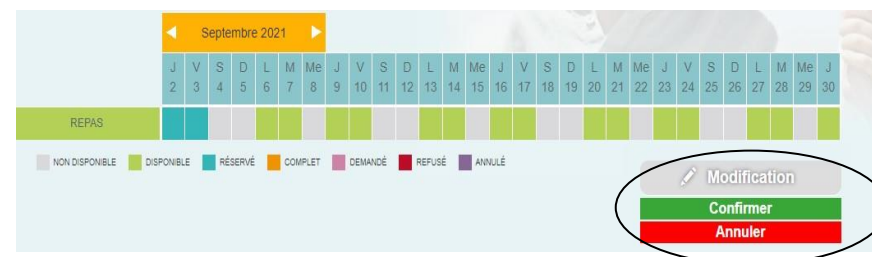 Septembre 2021
J V S D L M Me J V S D L M Me J V S D L M Me J V S D L M Me J
2 3 4 5 6 7 8 9 10 11 12 13 14 15 16 17 18 19 20 21 22 23 24 25 26 27 28 29 30
REPAS
NON DISPONIBLE DISPONIBLE RÉSERVÉ COMPLET DEMANDÉ REFUSÉ ANNULÉ
Modification
Confirmer
Annuler